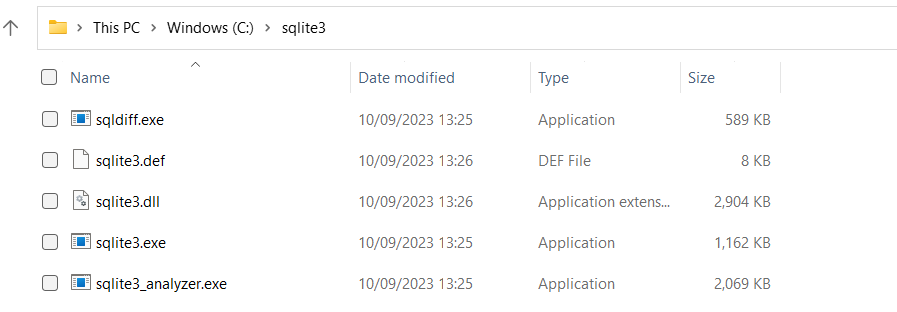 This PC > Windows (C:) > sqlite3
Name Date modified Type Size
sqldiff.exe 10/09/2023 13:25 Application 589 KB
sqlite3.def 10/09/2023 13:26 DEF File 8 KB
sqlite3.dll 10/09/2023 13:26 Application extens... 2,904 KB
sqlite3.exe 10/09/2023 13:25 Application 1,162 KB
sqlite3_analyzer.exe 10/09/2023 13:25 Application 2,069 KB